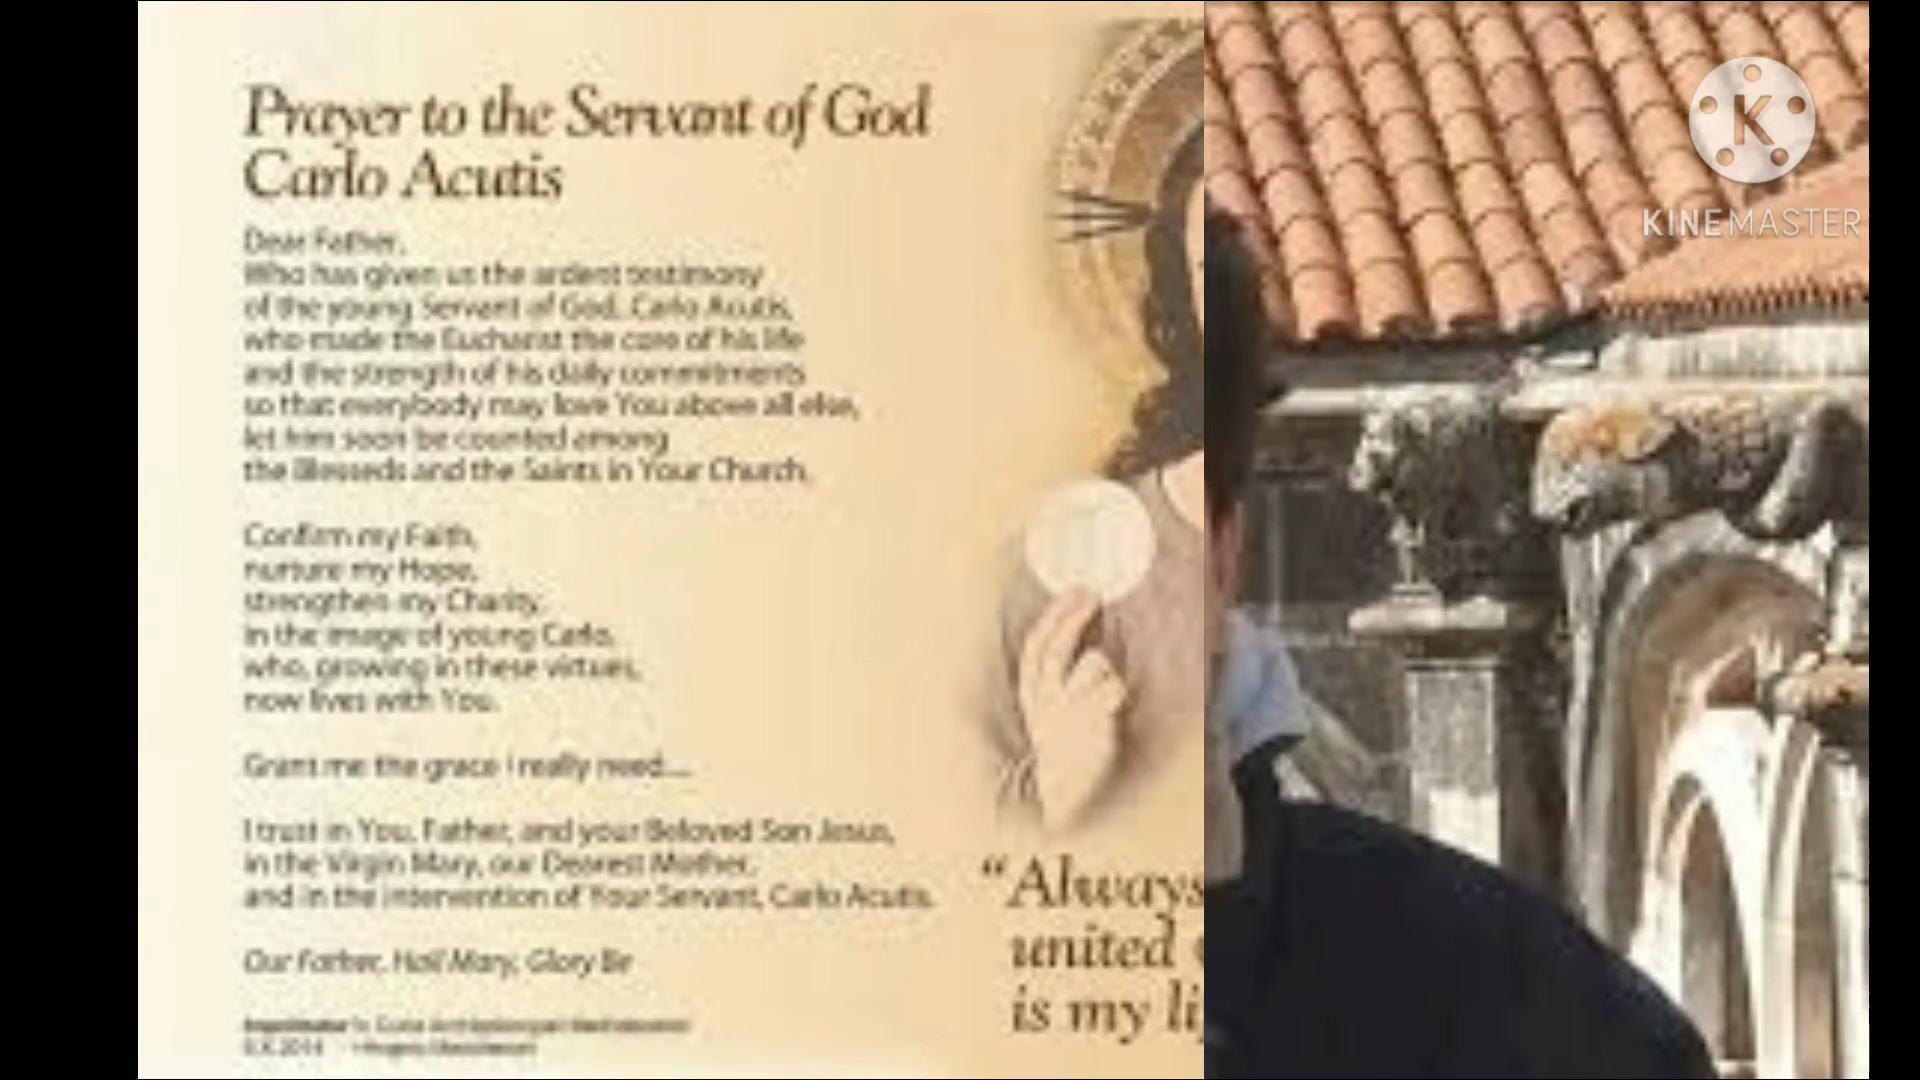 Prayer to the Servant of God
Carlo Acutis
Dear Father,
Who has given us the ardent testimony
of the young Servant of God, Carlo Acutis,
who made the Eucharist the core of his life
and the strength of his daily commitments
so that everybody may love You above all else,
let him soon be counted among
the Blesseds and the Saints in Your Church.
Confirm my Faith,
nurture my Hope,
strengthen my Charity,
in the image of young Carlo,
who, growing in these virtues,
now lives with You.
Grant me the grace I really need....
I trust in You, Father, and your Beloved Son Jesus,
in the Virgin Mary, our Dearest Mother,
and in the intervention of Your Servant, Carlo Acutis.
Our Father, Hail Mary, Glory Be
“Always
united
is my
K
KINEMASTER